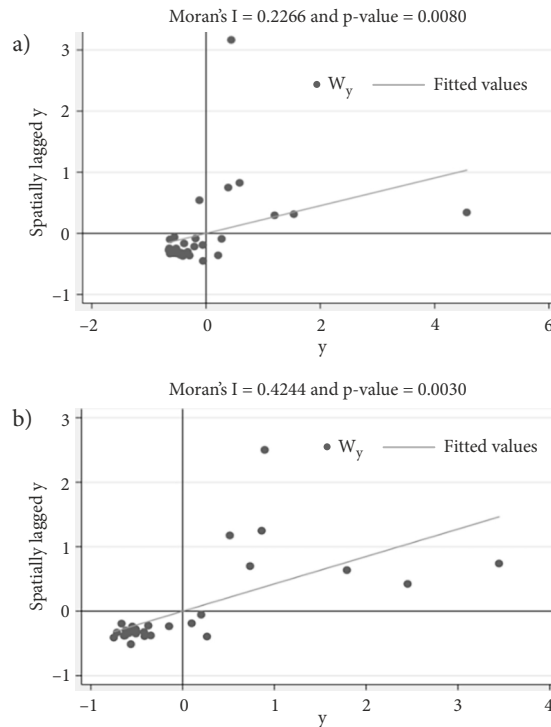 Moran's I = 0.2266 and p-value = 0.0080
a)
3
2
1
0
−1
Spatially lagged y
W_y
Fitted values
−2 0 2 4 6
y
Moran's I = 0.4244 and p-value = 0.0030
b)
3
2
1
0
−1
Spatially lagged y
W_y
Fitted values
−1 0 1 2 3 4
y